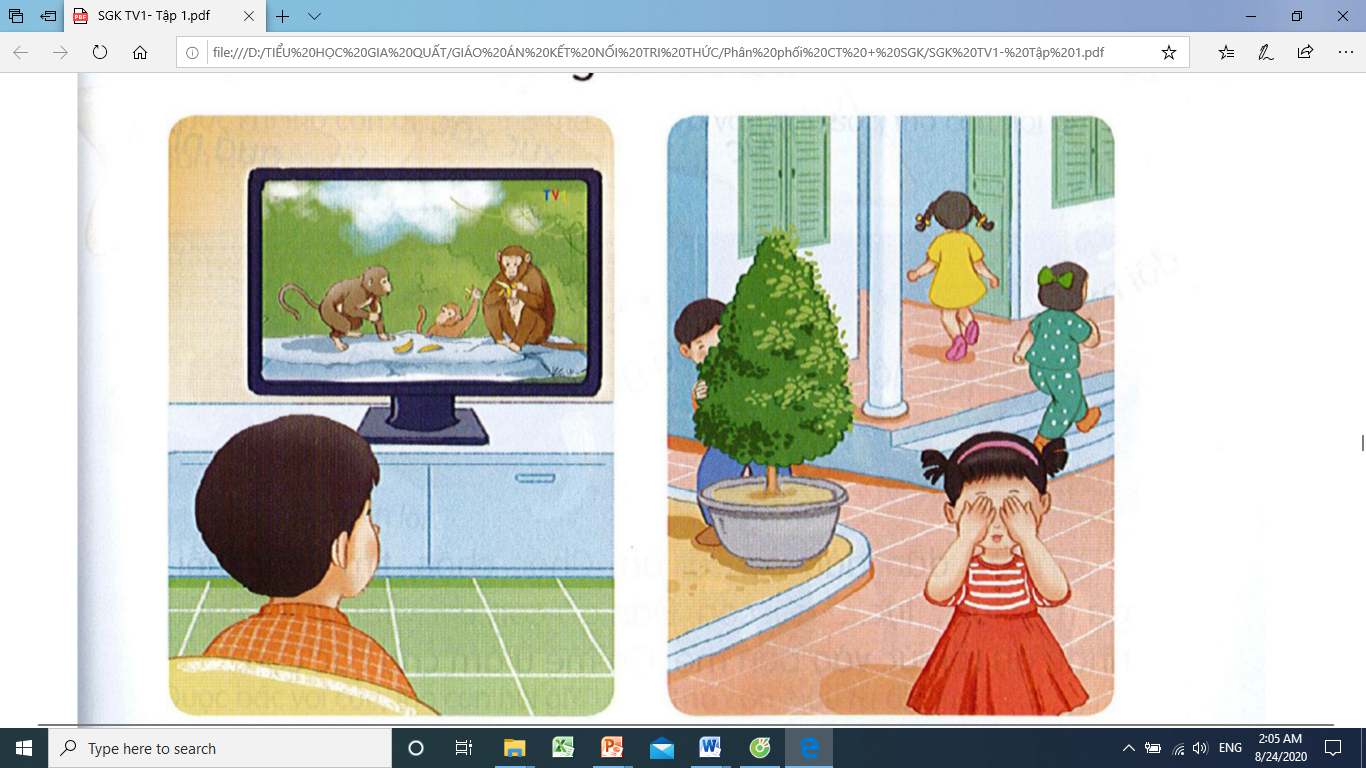 SGK TV1- Tập 1.pdf
file:///D:/TIỂU%20HỌC%20GIA%20QUẤT/GIÁO%20ÁN%20KẾT%20NỐI%20TRI%20THỨC/Phân%20phối%20CT%20+%20SGK/SGK%20TV1-%20Tập%201.pdf
TV1
Type here to search
ENG
2:05 AM
8/24/2020